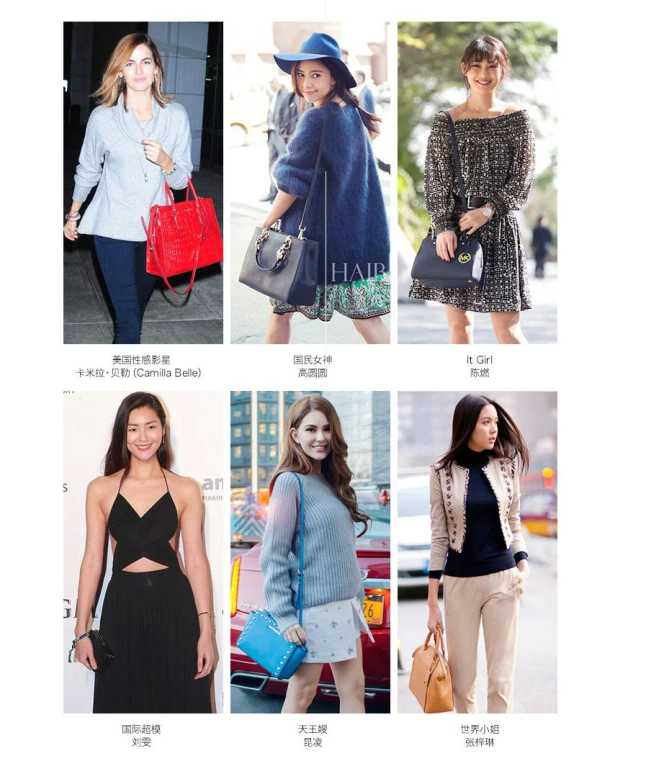 HAIR
MK
美国性感影星
卡米拉·贝勒 (Camilla Belle)
国民女神
高圆圆
It Girl
陈燃
am
国际超模
刘雯
天王嫂
昆凌
世界小姐
张梓琳